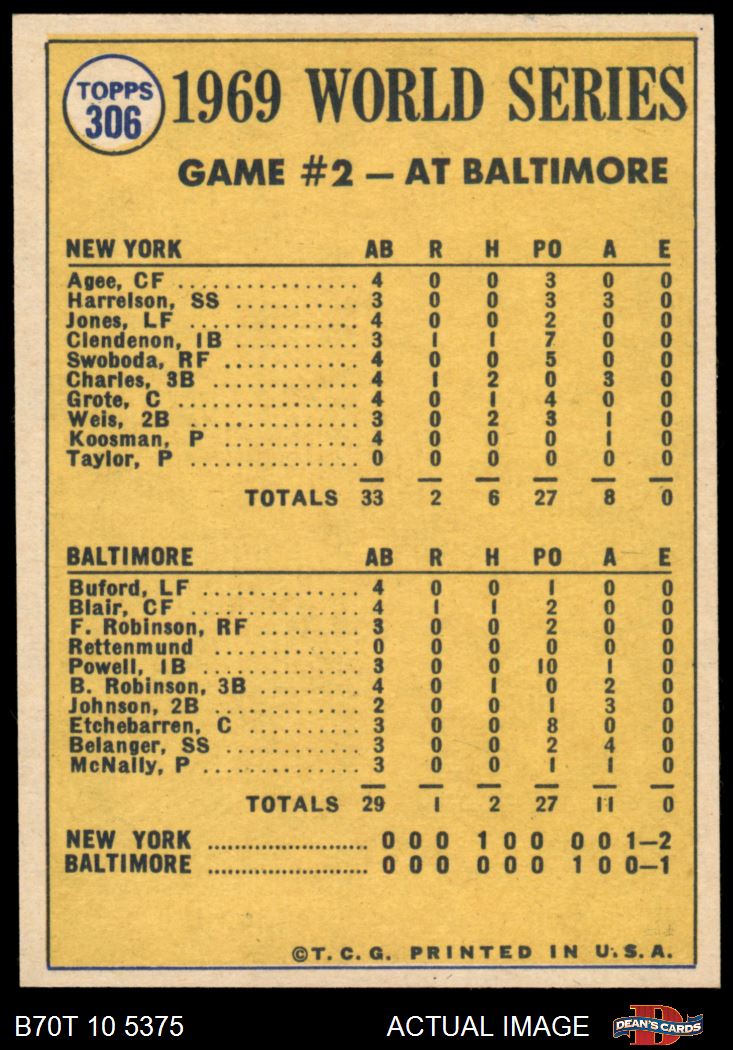 TOPPS
306
1969 WORLD SERIES
GAME #2 — AT BALTIMORE
NEW YORK AB R H PO A E
Agee, CF ................ 4 0 0 3 0 0
Harrelson, SS ............ 3 0 0 3 3 0
Jones, LF ................ 4 0 0 2 0 0
Clendenon, 1B ............ 3 1 1 7 0 0
Swoboda, RF ............. 4 0 0 5 0 0
Charles, 3B .............. 4 1 2 0 3 0
Grote, C ................. 4 0 1 4 0 0
Weis, 2B ................. 3 0 2 3 1 0
Koosman, P ............. 4 0 0 0 1 0
Taylor, P ................ 0 0 0 0 0 0
TOTALS 33 2 6 27 8 0
BALTIMORE AB R H PO A E
Buford, LF ............... 4 0 0 1 0 0
Blair, CF ................ 4 1 1 2 0 0
F. Robinson, RF .......... 3 0 0 2 0 0
Rettenmund ............... 0 0 0 0 0 0
Powell, 1B ............... 3 0 0 10 1 0
B. Robinson, 3B .......... 4 0 1 0 2 0
Johnson, 2B .............. 2 0 0 1 3 0
Etchebarren, C ........... 3 0 0 8 0 0
Belanger, SS ............. 3 0 0 2 4 0
McNally, P ............... 3 0 0 1 1 0
TOTALS 29 1 2 27 11 0
NEW YORK ........................ 0 0 0 1 0 0 0 0 1—2
BALTIMORE ........................ 0 0 0 0 0 0 1 0 0—1
©T. C. G. PRINTED IN U.S.A.
B70T 10 5375 ACTUAL IMAGE D DEAN'S CARDS